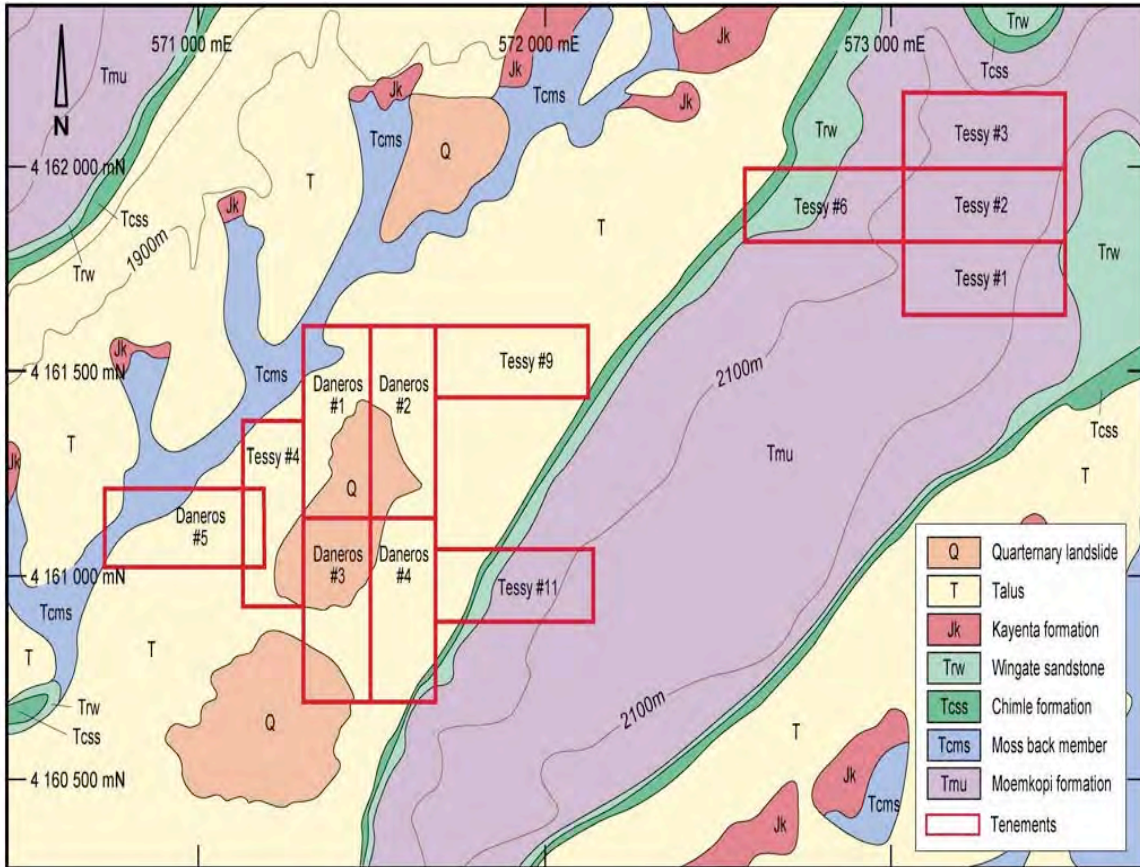 571 000 mE
572 000 mE
573 000 mE
Trw
Tcss
Tmu
Jk
Jk
Tcms
Jk
Tcms
Q
Trw
Tessy #3
N
4 162 000 mN
T
T
Tessy #6
Tessy #2
Jk
Tcss
Trw
1900m
Trw
Tessy #1
Jk
4 161 500 mN
Tcms
Daneros
#1
Daneros
#2
Tessy #9
2100m
Tcss
T
Tessy #4
Tmu
T
Jk
Q
Daneros
#5
Jk
4 161 000 mN
Daneros
#3
Daneros
#4
Tessy #11
Tcms
T
T
2100m
Trw
Tcss
Q
T
4 160 500 mN
Jk
Tcms
Jk
Q Quarternary landslide
T Talus
Jk Kayenta formation
Trw Wingate sandstone
Tcss Chimle formation
Tcms Moss back member
Tmu Moemkopi formation
Tenements